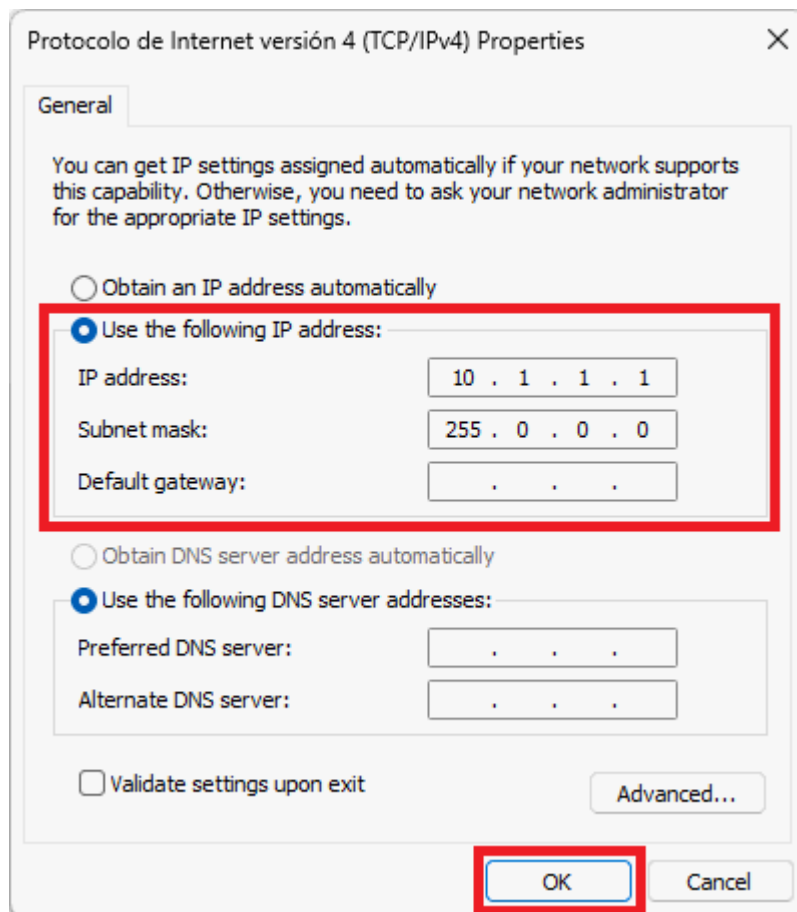 Protocolo de Internet versión 4 (TCP/IPv4) Properties
General
You can get IP settings assigned automatically if your network supports
this capability. Otherwise, you need to ask your network administrator
for the appropriate IP settings.
Obtain an IP address automatically
Use the following IP address:
IP address: 10 . 1 . 1 . 1
Subnet mask: 255 . 0 . 0 . 0
Default gateway: . . .
Obtain DNS server address automatically
Use the following DNS server addresses:
Preferred DNS server: . . .
Alternate DNS server: . . .
Validate settings upon exit
Advanced...
OK Cancel